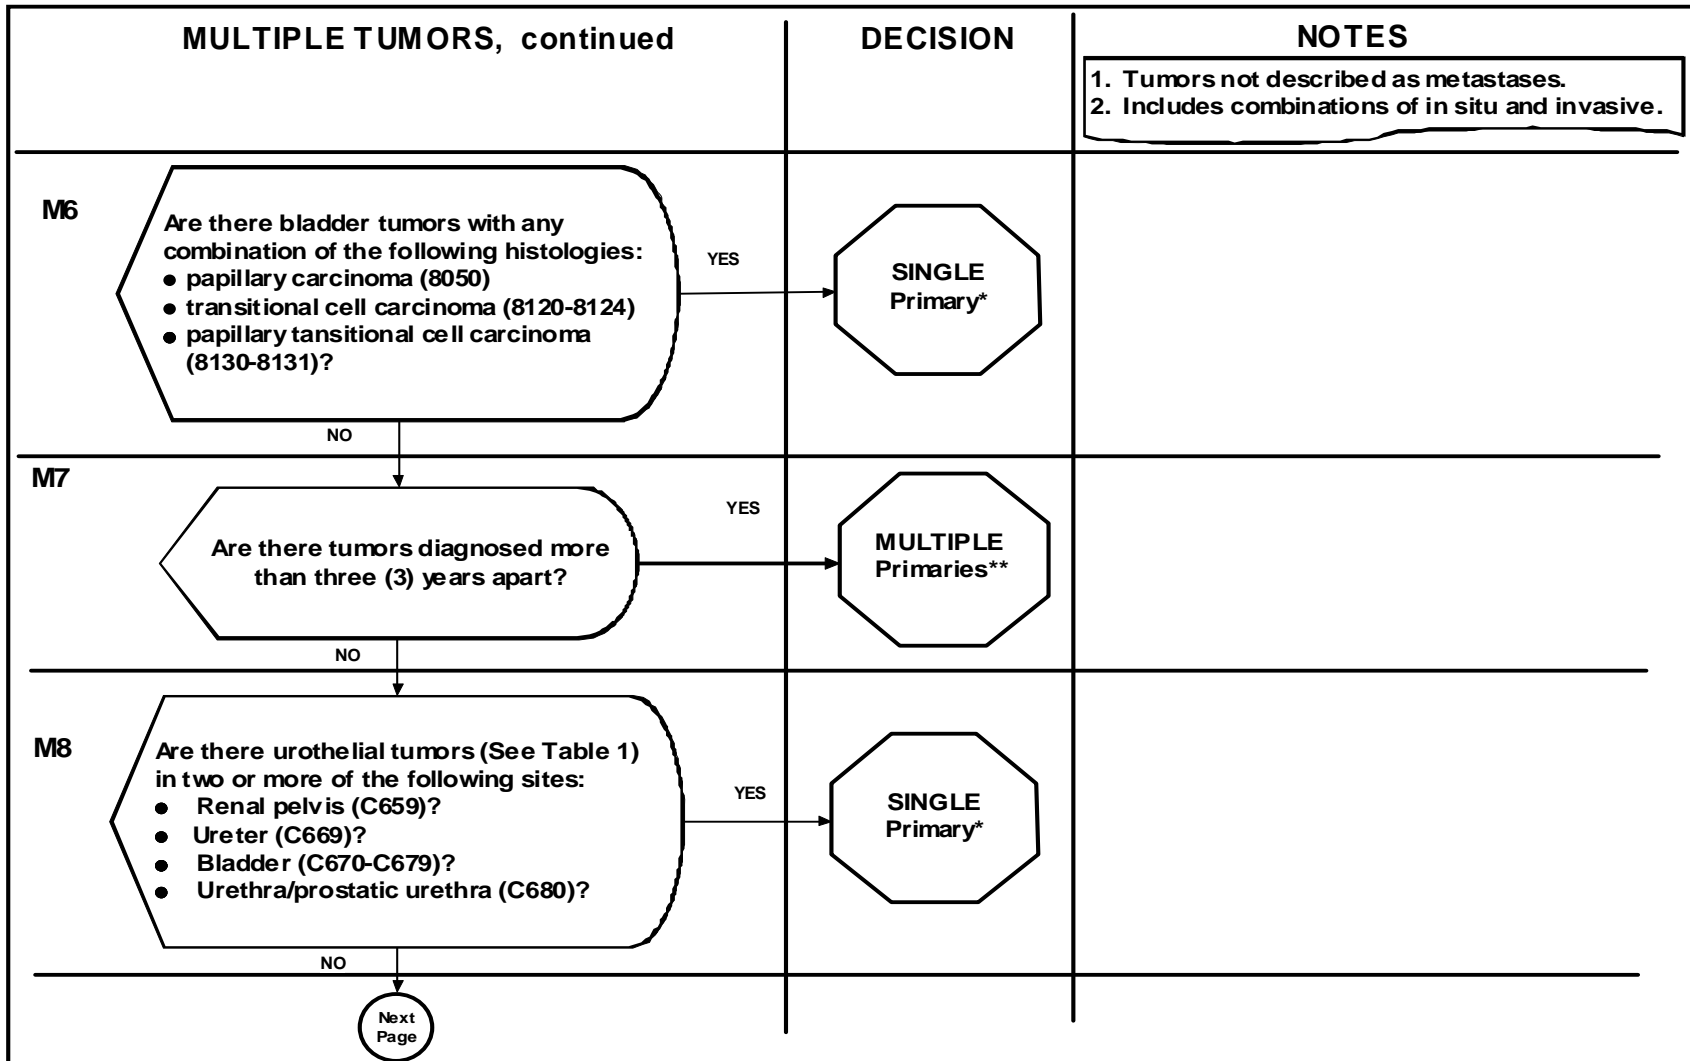 MULTIPLE TUMORS, continued
DECISION
NOTES
1. Tumors not described as metastases.
2. Includes combinations of in situ and invasive.
M6
Are there bladder tumors with any
combination of the following histologies:
● papillary carcinoma (8050)
● transitional cell carcinoma (8120-8124)
● papillary tansitional cell carcinoma
(8130-8131)?
YES
SINGLE
Primary*
NO
M7
Are there tumors diagnosed more
than three (3) years apart?
YES
MULTIPLE
Primaries**
NO
M8
Are there urothelial tumors (See Table 1)
in two or more of the following sites:
● Renal pelvis (C659)?
● Ureter (C669)?
● Bladder (C670-C679)?
● Urethra/prostatic urethra (C680)?
YES
SINGLE
Primary*
NO
Next
Page